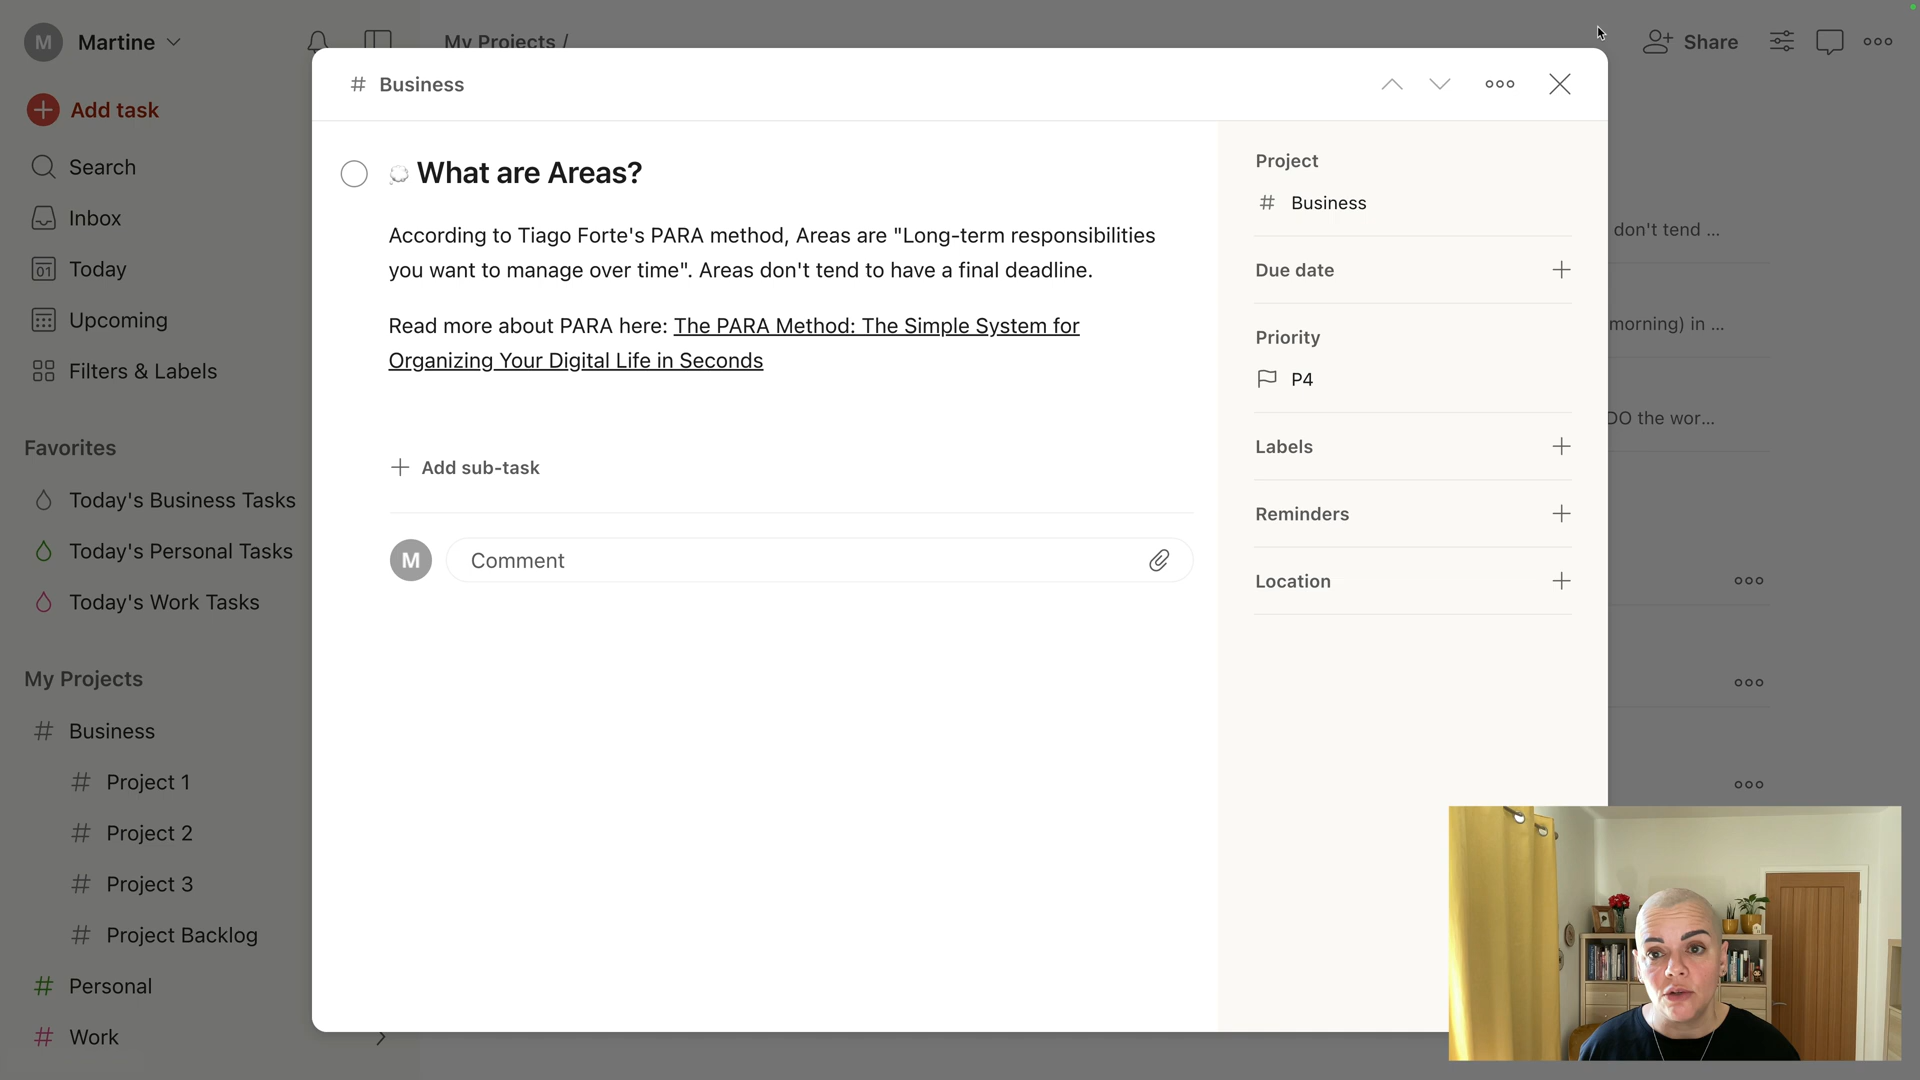 M Martine
My Projects /
Share
Add task
Search
Inbox
01 Today
Upcoming
Filters & Labels
Favorites
Today's Business Tasks
Today's Personal Tasks
Today's Work Tasks
My Projects
# Business
# Project 1
# Project 2
# Project 3
# Project Backlog
# Personal
# Work
# Business
What are Areas?
According to Tiago Forte's PARA method, Areas are "Long-term responsibilities
you want to manage over time". Areas don't tend to have a final deadline.
Read more about PARA here: The PARA Method: The Simple System for
Organizing Your Digital Life in Seconds
Add sub-task
M Comment
Project
# Business
Due date
Priority
P4
Labels
Reminders
Location
don't tend ...
morning) in ...
DO the wor...